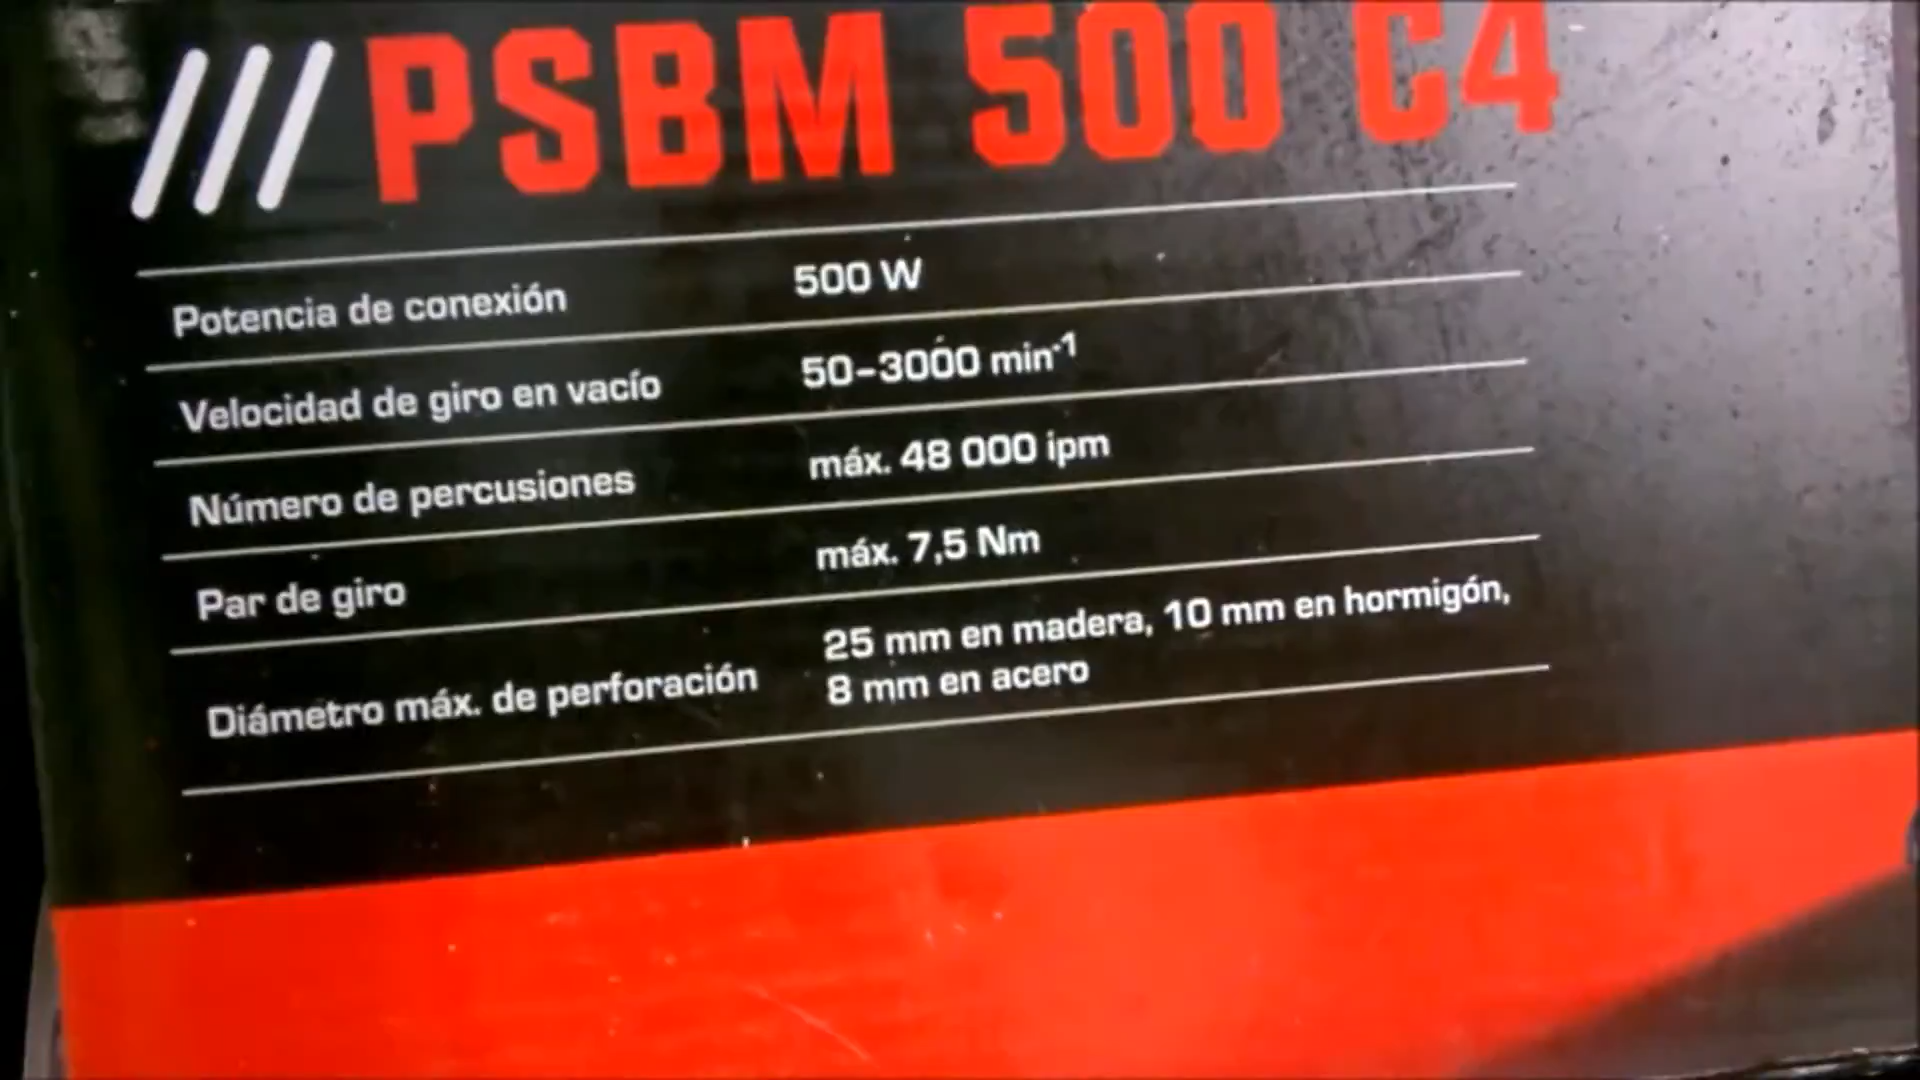 /// PSBM 500 C4
Potencia de conexión 500 W
Velocidad de giro en vacío 50-3000 min⁻¹
Número de percusiones máx. 48 000 ipm
Par de giro máx. 7,5 Nm
Diámetro máx. de perforación 25 mm en madera, 10 mm en hormigón,
8 mm en acero